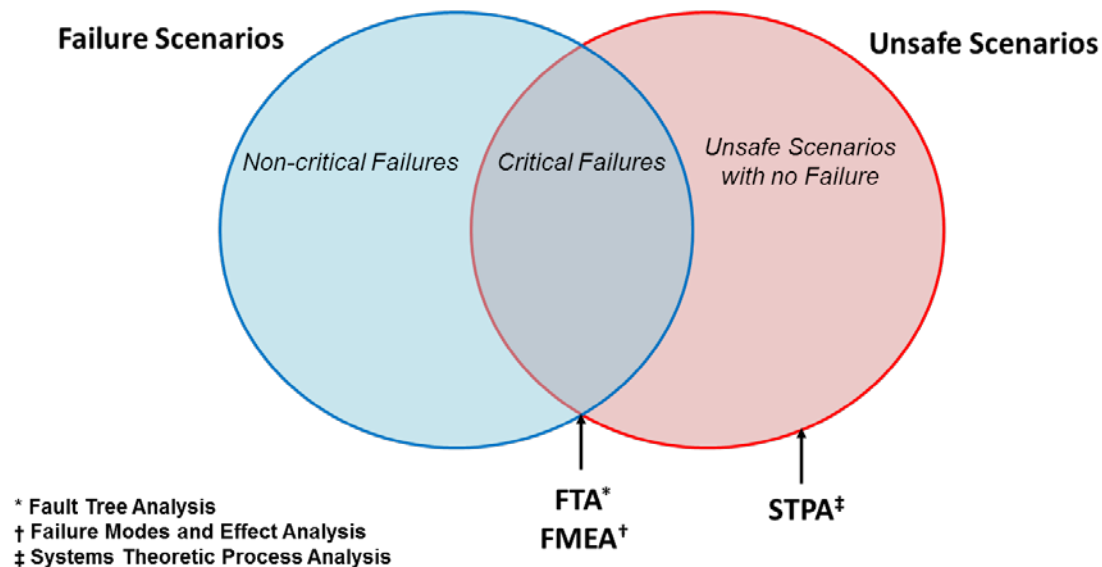 Failure Scenarios
Unsafe Scenarios
Non-critical Failures
Critical Failures
Unsafe Scenarios
with no Failure
FTA*
FMEA†
STPA‡
* Fault Tree Analysis
† Failure Modes and Effect Analysis
‡ Systems Theoretic Process Analysis